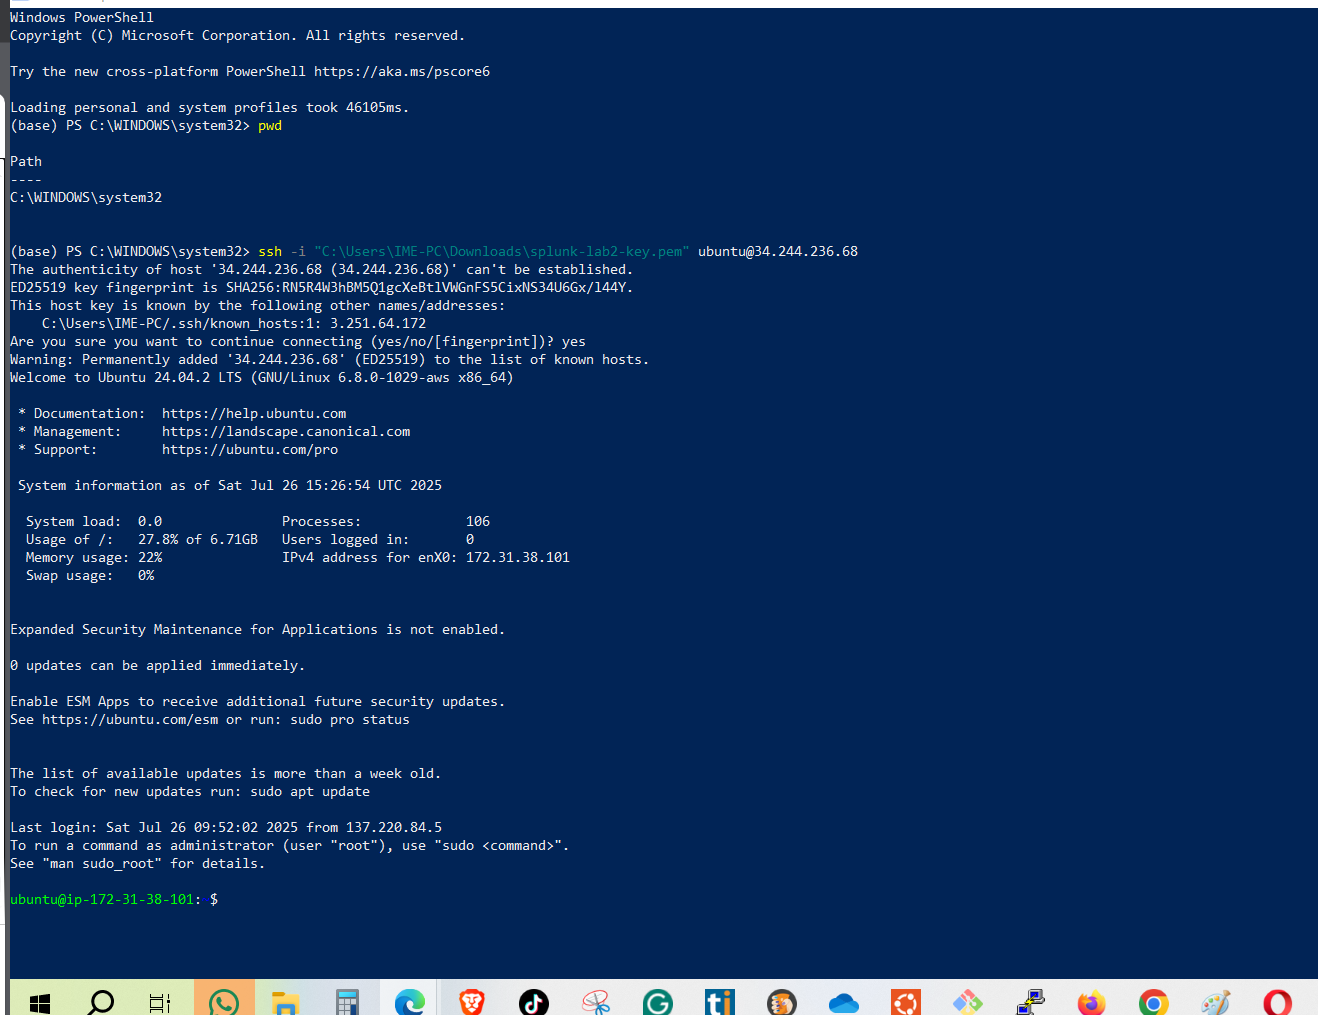 Windows PowerShell
Copyright (C) Microsoft Corporation. All rights reserved.
Try the new cross-platform PowerShell https://aka.ms/pscore6
Loading personal and system profiles took 46105ms.
(base) PS C:\WINDOWS\system32> pwd
Path
----
C:\WINDOWS\system32
(base) PS C:\WINDOWS\system32> ssh -i "C:\Users\IME-PC\Downloads\splunk-lab2-key.pem" ubuntu@34.244.236.68
The authenticity of host '34.244.236.68 (34.244.236.68)' can't be established.
ED25519 key fingerprint is SHA256:RN5R4W3hBM5Q1gcXeBtlVWGnFS5CixNS34U6Gx/l44Y.
This host key is known by the following other names/addresses:
    C:\Users\IME-PC/.ssh/known_hosts:1: 3.251.64.172
Are you sure you want to continue connecting (yes/no/[fingerprint])? yes
Warning: Permanently added '34.244.236.68' (ED25519) to the list of known hosts.
Welcome to Ubuntu 24.04.2 LTS (GNU/Linux 6.8.0-1029-aws x86_64)
 * Documentation:  https://help.ubuntu.com
 * Management:     https://landscape.canonical.com
 * Support:        https://ubuntu.com/pro
 System information as of Sat Jul 26 15:26:54 UTC 2025
  System load:  0.0               Processes:             106
  Usage of /:   27.8% of 6.71GB   Users logged in:       0
  Memory usage: 22%               IPv4 address for enX0: 172.31.38.101
  Swap usage:   0%
Expanded Security Maintenance for Applications is not enabled.
0 updates can be applied immediately.
Enable ESM Apps to receive additional future security updates.
See https://ubuntu.com/esm or run: sudo pro status
The list of available updates is more than a week old.
To check for new updates run: sudo apt update
Last login: Sat Jul 26 09:52:02 2025 from 137.220.84.5
To run a command as administrator (user "root"), use "sudo <command>".
See "man sudo_root" for details.
ubuntu@ip-172-31-38-101:~$